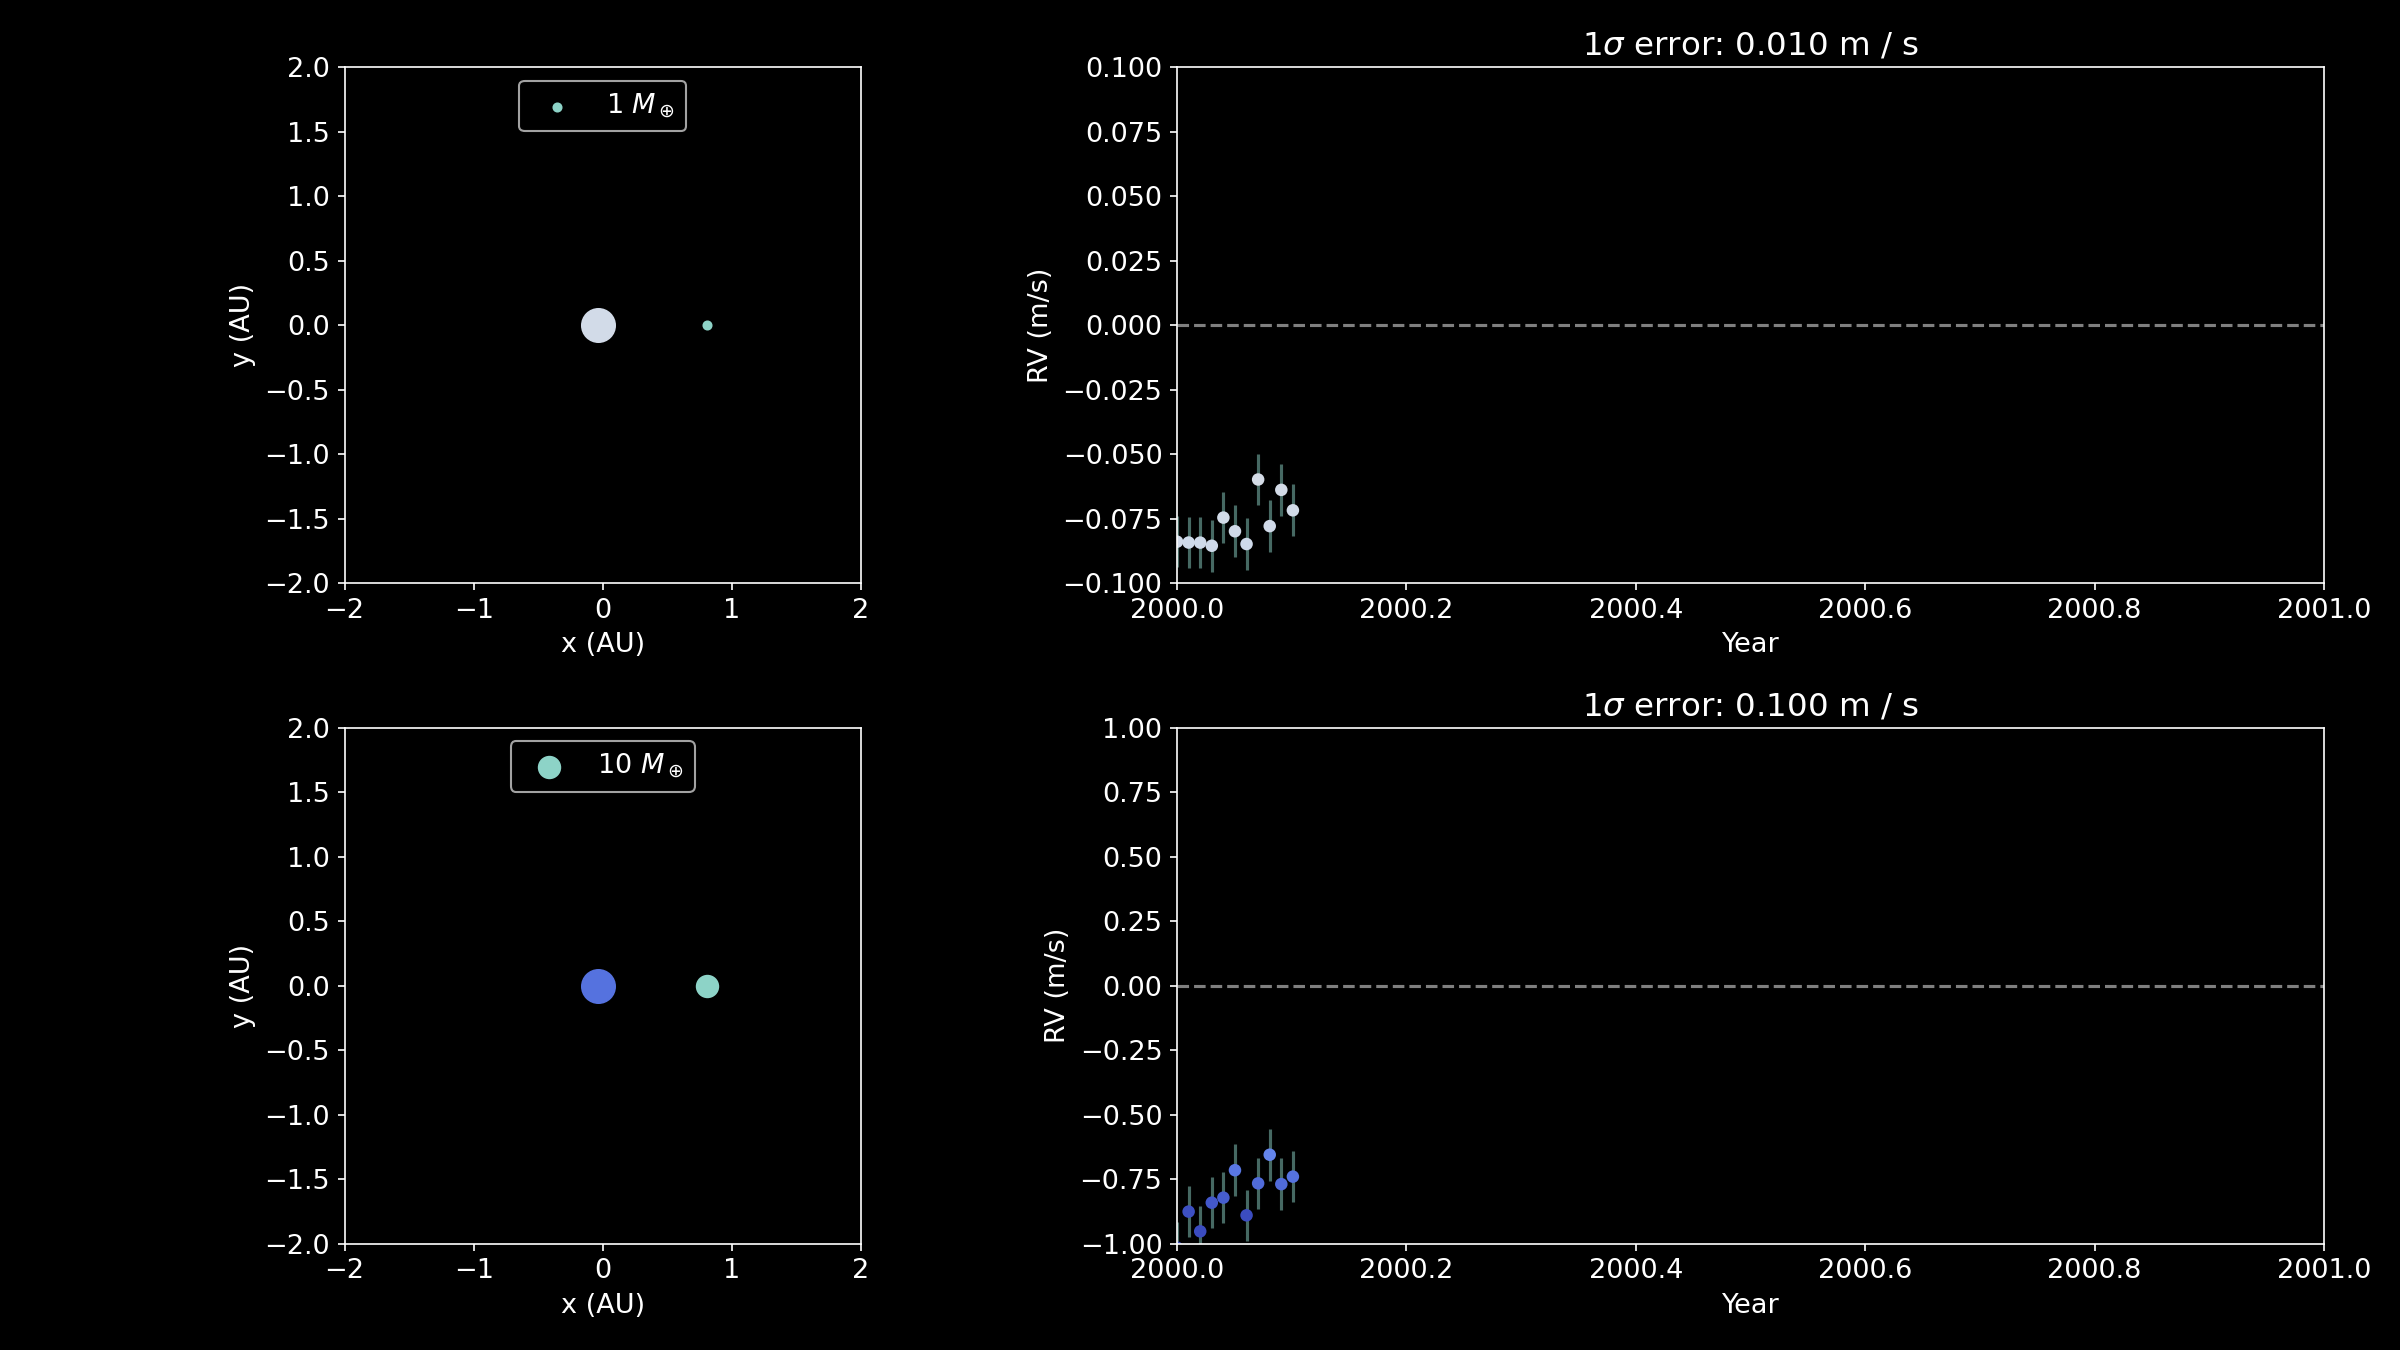 1σ error: 0.010 m / s
2.0
1.5
1.0
0.5
0.0
−0.5
−1.0
−1.5
−2.0
y (AU)
1 M⊕
−2 −1 0 1 2
x (AU)
0.100
0.075
0.050
0.025
0.000
−0.025
−0.050
−0.075
−0.100
RV (m/s)
2000.0 2000.2 2000.4 2000.6 2000.8 2001.0
Year
1σ error: 0.100 m / s
2.0
1.5
1.0
0.5
0.0
−0.5
−1.0
−1.5
−2.0
y (AU)
10 M⊕
−2 −1 0 1 2
x (AU)
1.00
0.75
0.50
0.25
0.00
−0.25
−0.50
−0.75
−1.00
RV (m/s)
2000.0 2000.2 2000.4 2000.6 2000.8 2001.0
Year